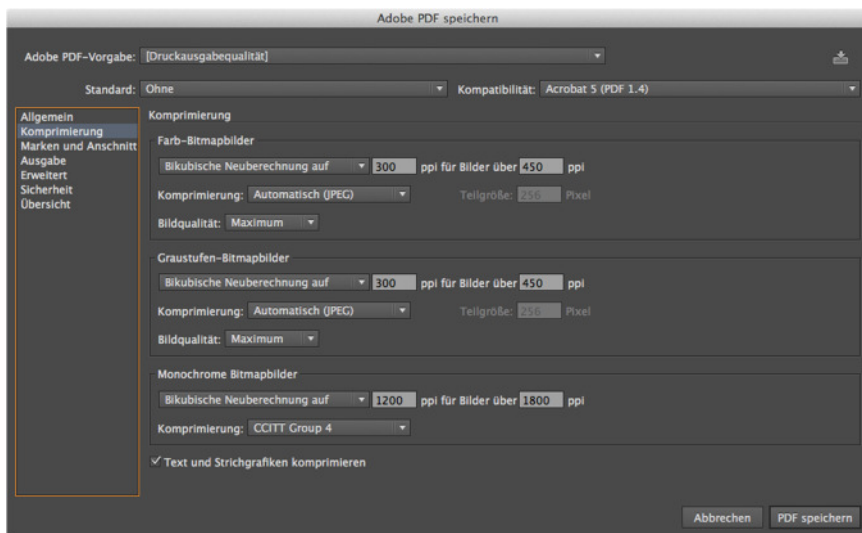 Adobe PDF speichern
Adobe PDF-Vorgabe: [Druckausgabequalität]
Standard: Ohne Kompatibilität: Acrobat 5 (PDF 1.4)
Allgemein
Komprimierung
Marken und Anschnitt
Ausgabe
Erweitert
Sicherheit
Übersicht
Komprimierung
Farb-Bitmapbilder
Bikubische Neuberechnung auf 300 ppi für Bilder über 450 ppi
Komprimierung: Automatisch (JPEG) Teilgröße: 256 Pixel
Bildqualität: Maximum
Graustufen-Bitmapbilder
Bikubische Neuberechnung auf 300 ppi für Bilder über 450 ppi
Komprimierung: Automatisch (JPEG) Teilgröße: 256 Pixel
Bildqualität: Maximum
Monochrome Bitmapbilder
Bikubische Neuberechnung auf 1200 ppi für Bilder über 1800 ppi
Komprimierung: CCITT Group 4
Text und Strichgrafiken komprimieren
Abbrechen PDF speichern